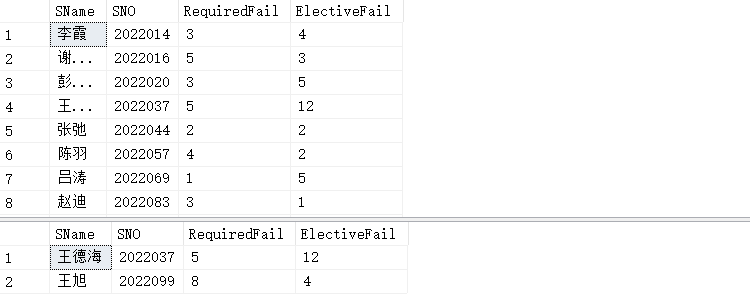 SName SNO RequiredFail ElectiveFail
1 李霞 2022014 3 4
2 谢... 2022016 5 3
3 彭... 2022020 3 5
4 王... 2022037 5 12
5 张弛 2022044 2 2
6 陈羽 2022057 4 2
7 吕涛 2022069 1 5
8 赵迪 2022083 3 1
SName SNO RequiredFail ElectiveFail
1 王德海 2022037 5 12
2 王旭 2022099 8 4